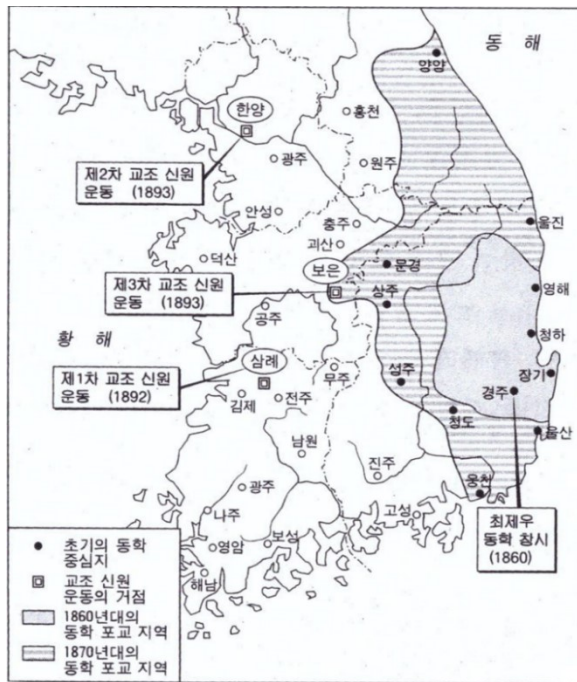 동 해
양양
한양
홍천
제2차 교조 신원
운동 (1893)
광주
원주
안성
충주
괴산
울진
덕산
보은
문경
제3차 교조 신원
운동 (1893)
상주
영해
공주
청하
황 해
삼례
장기
제1차 교조 신원
운동 (1892)
무주
성주
경주
김제
전주
청도
울산
남원
진주
광주
웅천
나주
고성
최제우
동학 창시
(1860)
영암
보성
해남
초기의 동학
중심지
교조 신원
운동의 거점
1860년대의
동학 포교 지역
1870년대의
동학 포교 지역